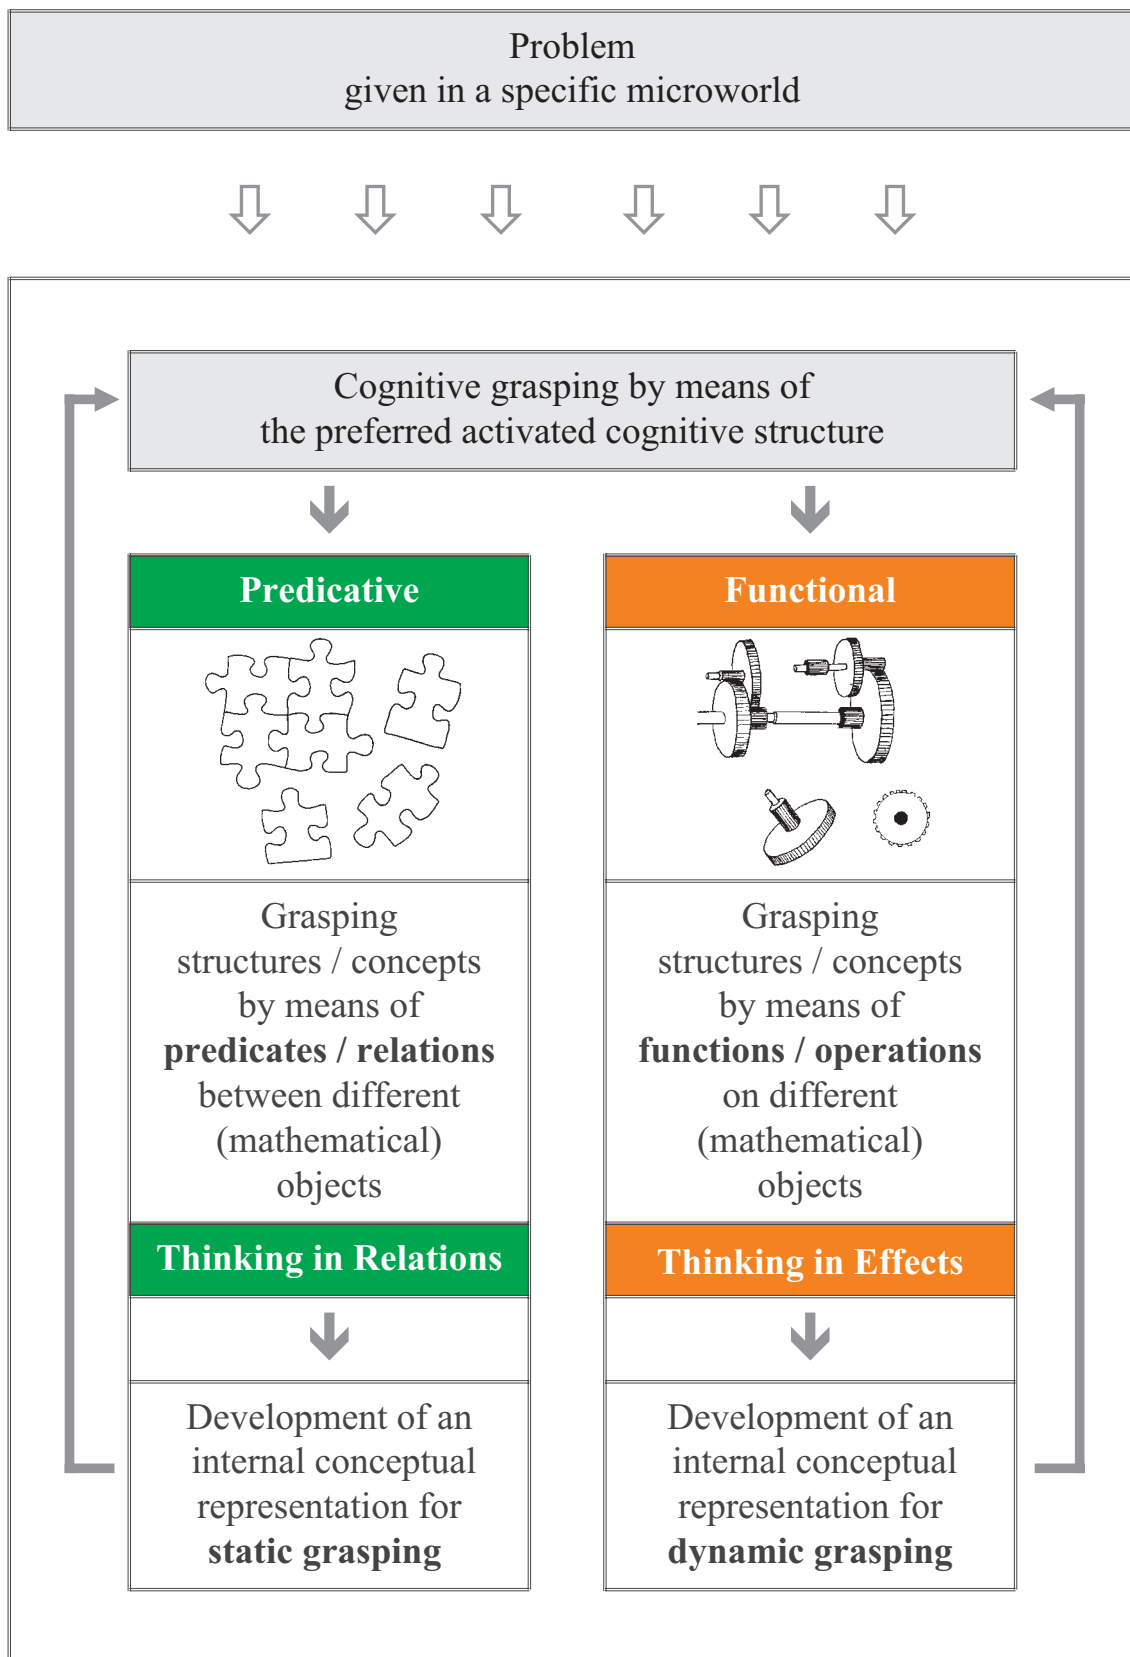 Problem
given in a specific microworld
Cognitive grasping by means of
the preferred activated cognitive structure
Predicative
Grasping
structures / concepts
by means of
predicates / relations
between different
(mathematical)
objects
Thinking in Relations
Development of an
internal conceptual
representation for
static grasping
Functional
Grasping
structures / concepts
by means of
functions / operations
on different
(mathematical)
objects
Thinking in Effects
Development of an
internal conceptual
representation for
dynamic grasping